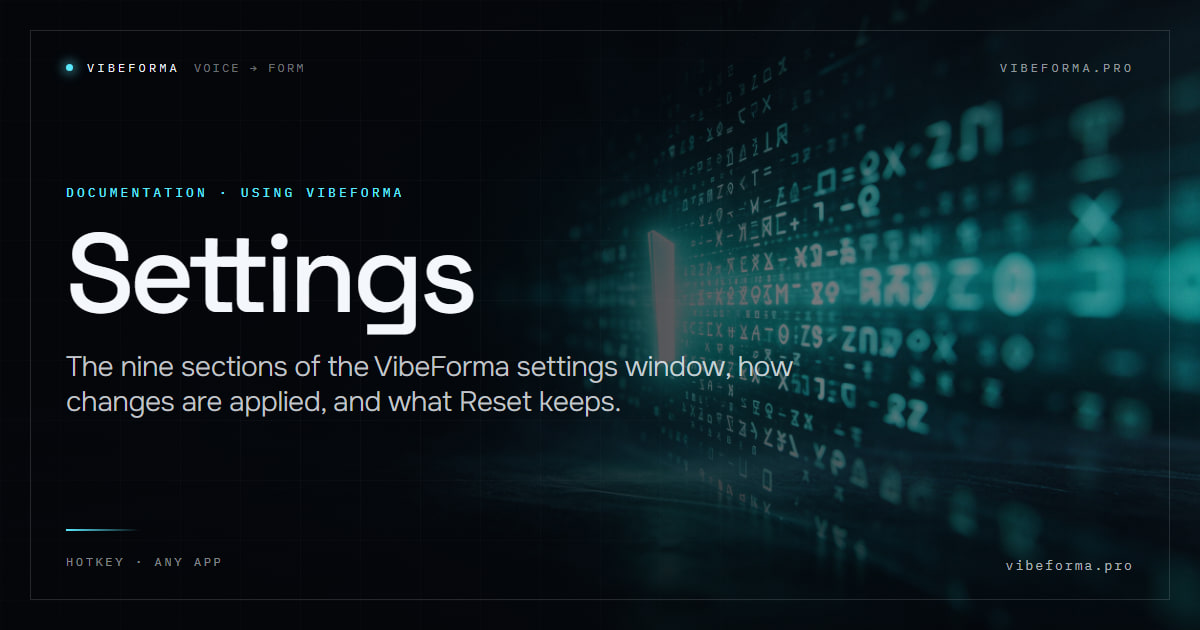 VIBEFORMA VOICE → FORM
VIBEFORMA.PRO
DOCUMENTATION · USING VIBEFORMA
Settings
The nine sections of the VibeForma settings window, how
changes are applied, and what Reset keeps.
HOTKEY · ANY APP
vibeforma.pro